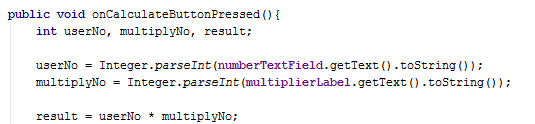 public void onCalculateButtonPressed(){
int userNo, multiplyNo, result;
userNo = Integer.parseInt(numberTextField.getText().toString());
multiplyNo = Integer.parseInt(multiplierLabel.getText().toString());
result = userNo * multiplyNo;